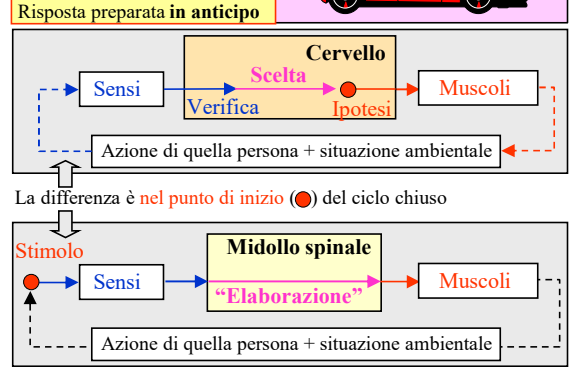 Risposta preparata in anticipo
Cervello
Sensi
Scelta
Muscoli
Verifica
Ipotesi
Azione di quella persona + situazione ambientale
La differenza è nel punto di inizio ( ) del ciclo chiuso
Stimolo
Midollo spinale
Sensi
“Elaborazione”
Muscoli
Azione di quella persona + situazione ambientale